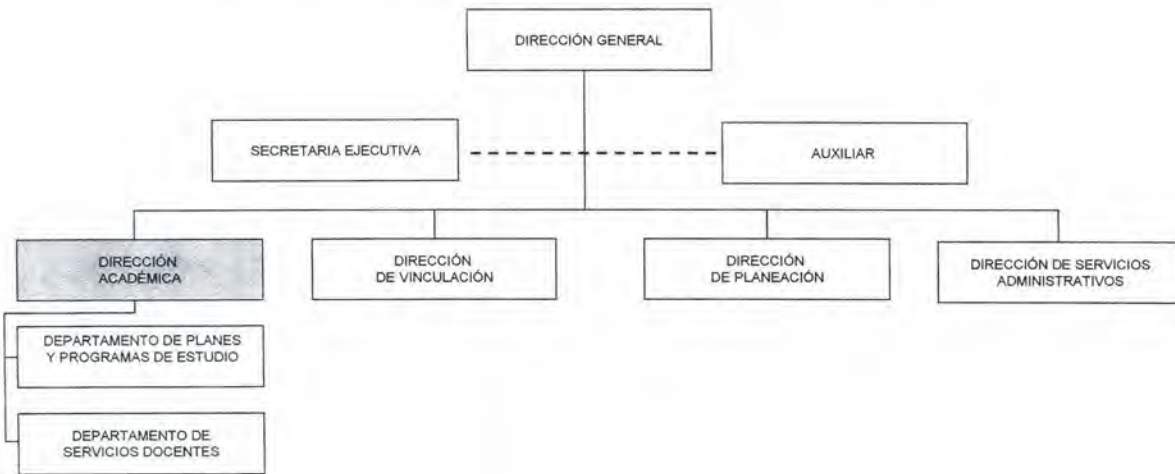 DIRECCIÓN GENERAL
SECRETARIA EJECUTIVA
AUXILIAR
DIRECCIÓN
ACADÉMICA
DIRECCIÓN
DE VINCULACIÓN
DIRECCIÓN
DE PLANEACIÓN
DIRECCIÓN DE SERVICIOS
ADMINISTRATIVOS
DEPARTAMENTO DE PLANES
Y PROGRAMAS DE ESTUDIO
DEPARTAMENTO DE
SERVICIOS DOCENTES